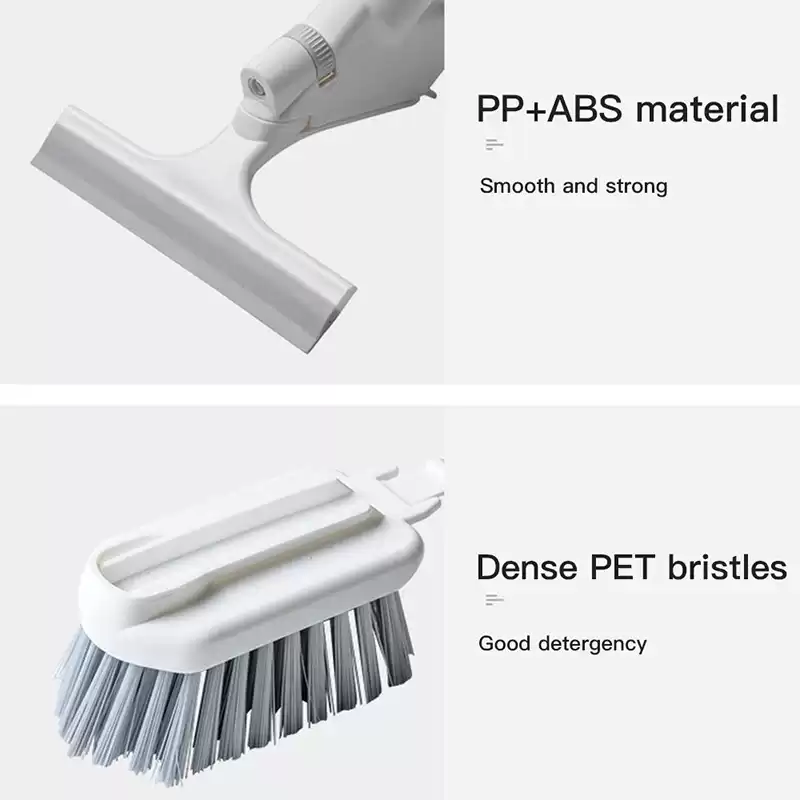 PP+ABS material
Smooth and strong
Dense PET bristles
Good detergency